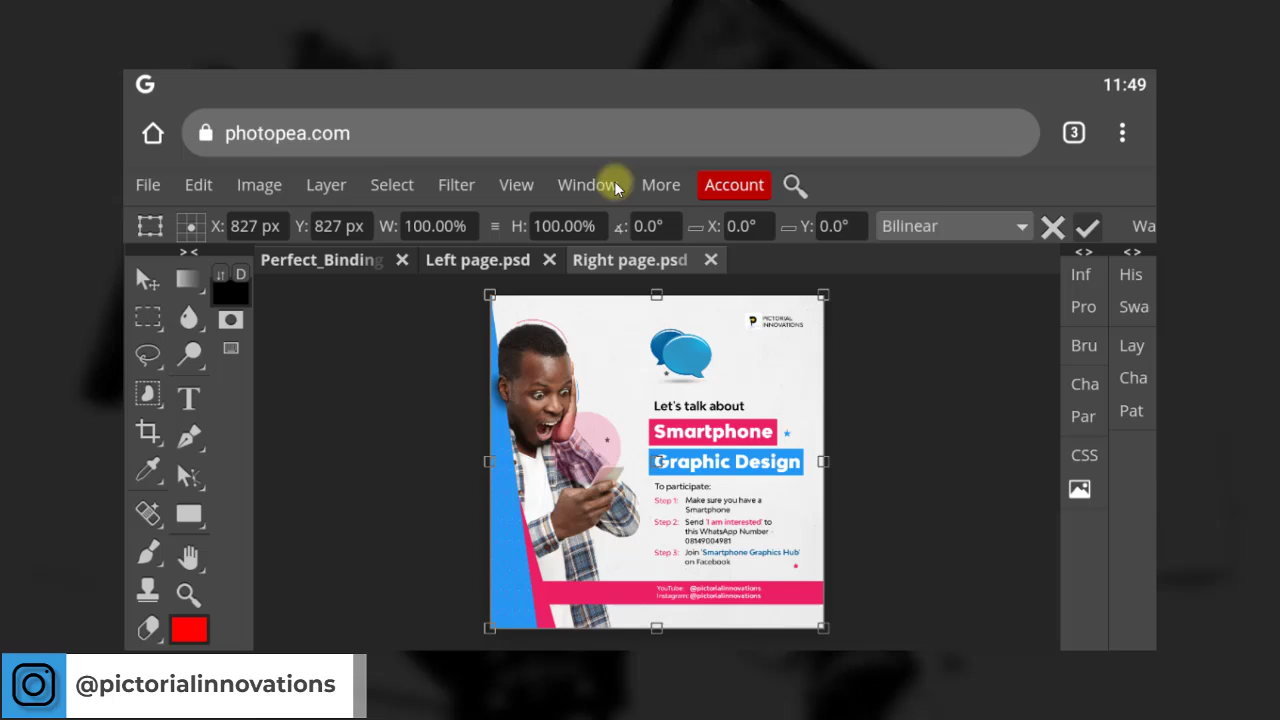 11:49
photopea.com
3
File Edit Image Layer Select Filter View Window More Account
X: 827 px Y: 827 px W: 100.00% H: 100.00% 0.0° X: 0.0° Y: 0.0° Bilinear Wa
Perfect_Binding Left page.psd Right page.psd
D
Inf His
Pro Swa
Bru Lay
Cha Cha
Par Pat
CSS
PICTORIAL
INNOVATIONS
Let's talk about
Smartphone
Graphic Design
To participate:
Step 1: Make sure you have a
Smartphone
Step 2: Send 'I am interested' to
this WhatsApp Number -
08149004981
Step 3: Join 'Smartphone Graphics Hub'
on Facebook
YouTube: @pictorialinnovations
Instagram: @pictorialinnovations
@pictorialinnovations